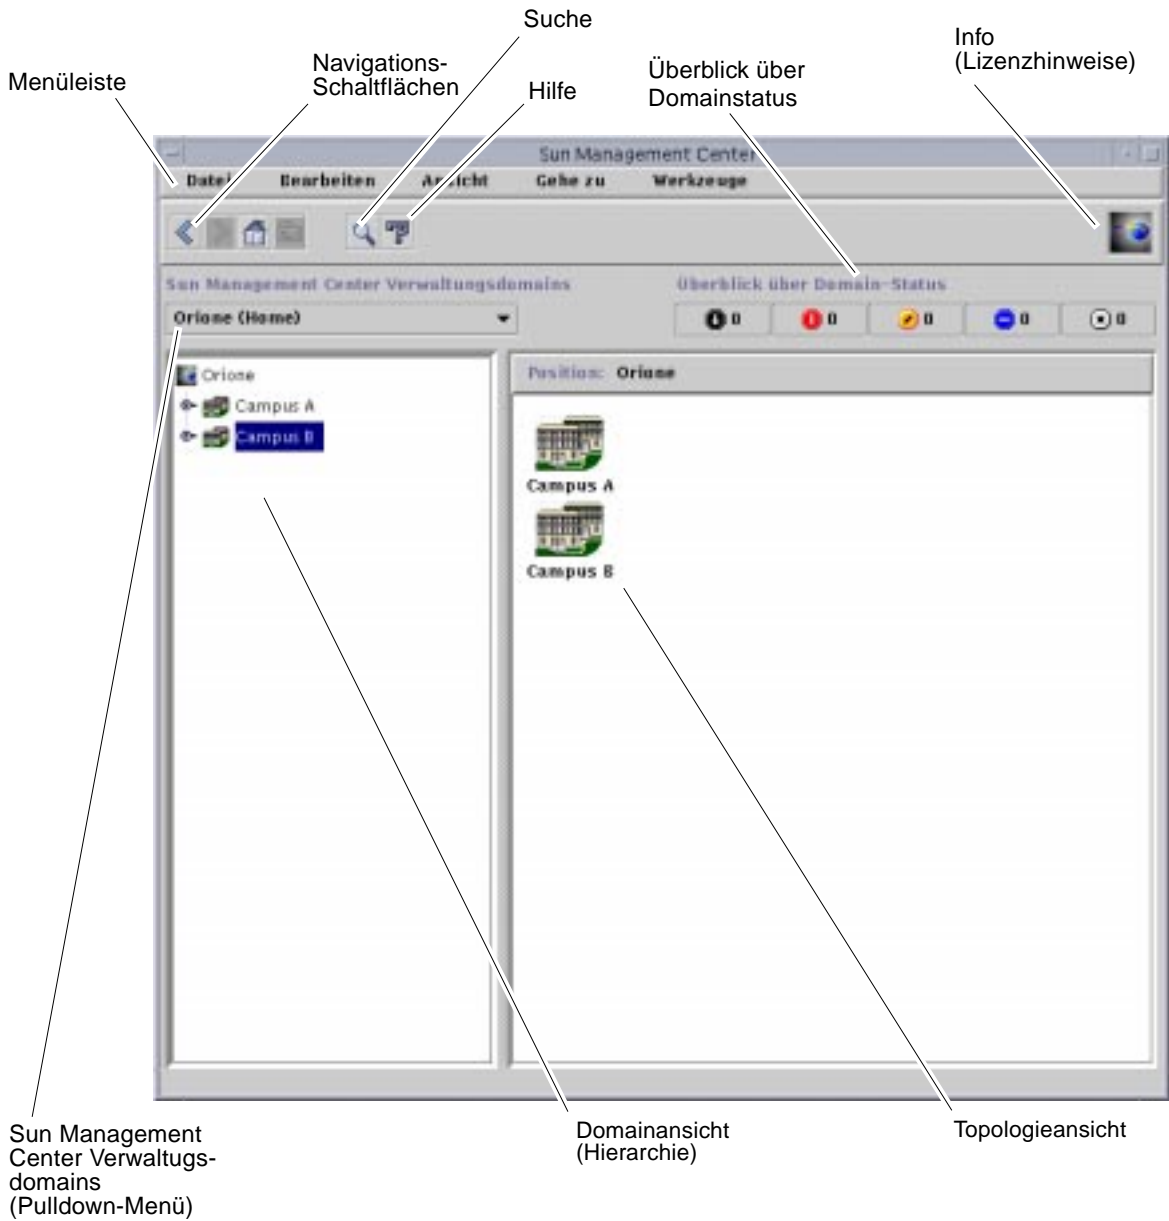 Suche
Info
(Lizenzhinweise)
Navigations-
Schaltflächen
Überblick über
Domainstatus
Menüleiste
Hilfe
Sun Management Center
Datei Bearbeiten Ansicht Gehe zu Werkzeuge
Sun Management Center Verwaltungsdomains
Überblick über Domain-Status
Orione (Home)
0 0 0 0 0
Orione
Campus A
Campus B
Position: Orione
Campus A
Campus B
Sun Management
Center Verwaltugs-
domains
(Pulldown-Menü)
Domainansicht
(Hierarchie)
Topologieansicht